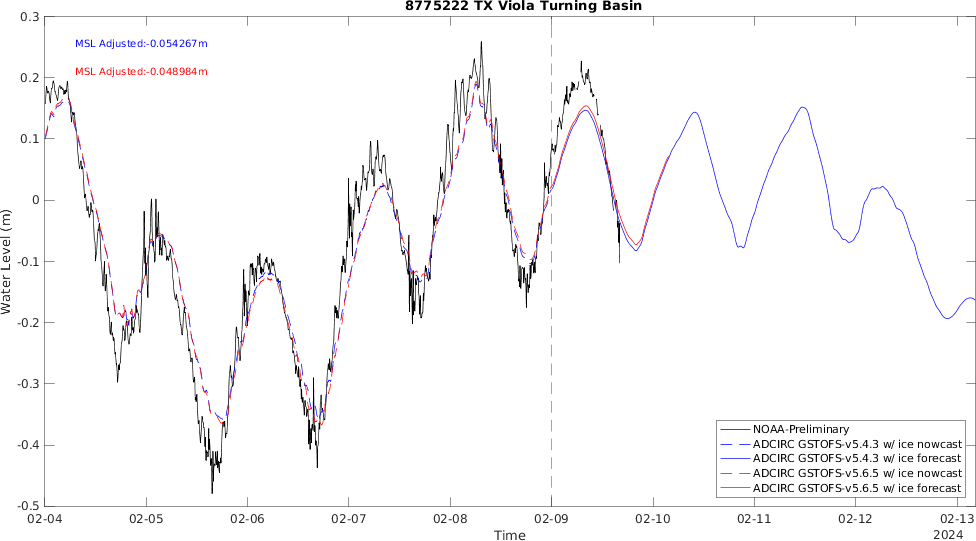 8775222 TX Viola Turning Basin
MSL Adjusted:-0.054267m
MSL Adjusted:-0.048984m
Water Level (m)
0.3
0.2
0.1
0
-0.1
-0.2
-0.3
-0.4
-0.5
NOAA-Preliminary
ADCIRC GSTOFS-v5.4.3 w/ ice nowcast
ADCIRC GSTOFS-v5.4.3 w/ ice forecast
ADCIRC GSTOFS-v5.6.5 w/ ice nowcast
ADCIRC GSTOFS-v5.6.5 w/ ice forecast
02-04 02-05 02-06 02-07 02-08 02-09 02-10 02-11 02-12 02-13
Time
2024